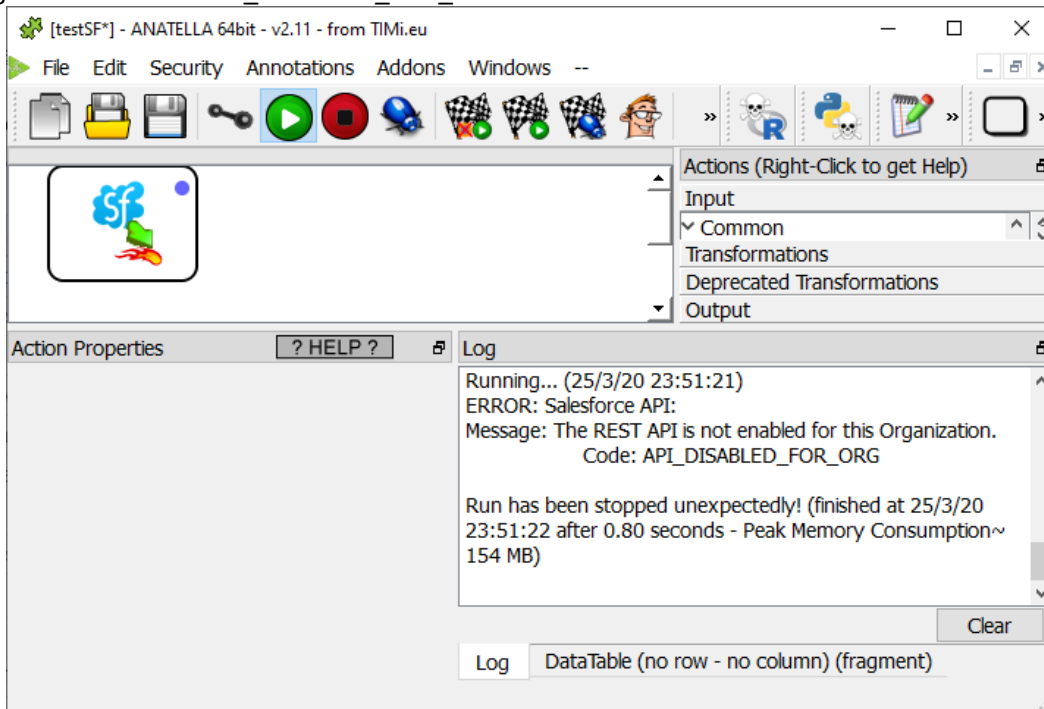 [testSF*] - ANATELLA 64bit - v2.11 - from TIMi.eu
File Edit Security Annotations Addons Windows --
» R »
Sf
Actions (Right-Click to get Help)
Input
Common
Transformations
Deprecated Transformations
Output
Action Properties
? HELP ?
Log
Running... (25/3/20 23:51:21)
ERROR: Salesforce API:
Message: The REST API is not enabled for this Organization.
Code: API_DISABLED_FOR_ORG
Run has been stopped unexpectedly! (finished at 25/3/20
23:51:22 after 0.80 seconds - Peak Memory Consumption~
154 MB)
Clear
Log
DataTable (no row - no column) (fragment)